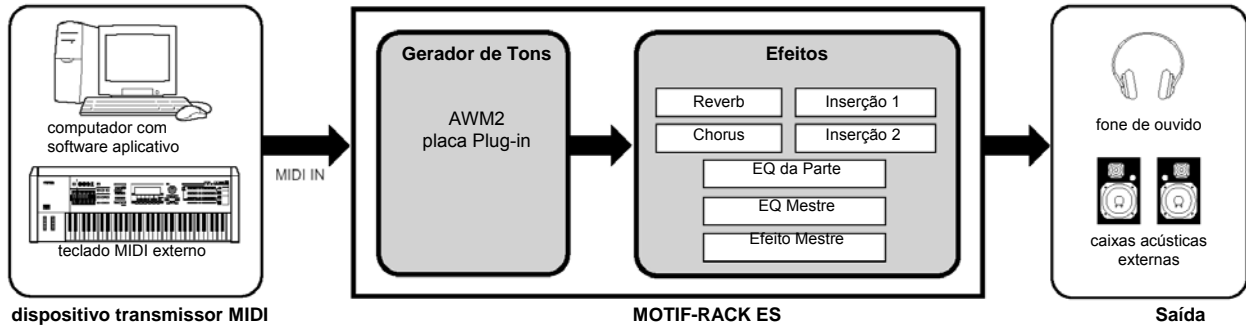 computador com
software aplicativo
teclado MIDI externo
dispositivo transmissor MIDI
MIDI IN
Gerador de Tons
AWM2
placa Plug-in
Efeitos
Reverb
Inserção 1
Chorus
Inserção 2
EQ da Parte
EQ Mestre
Efeito Mestre
MOTIF-RACK ES
fone de ouvido
caixas acústicas
externas
Saída